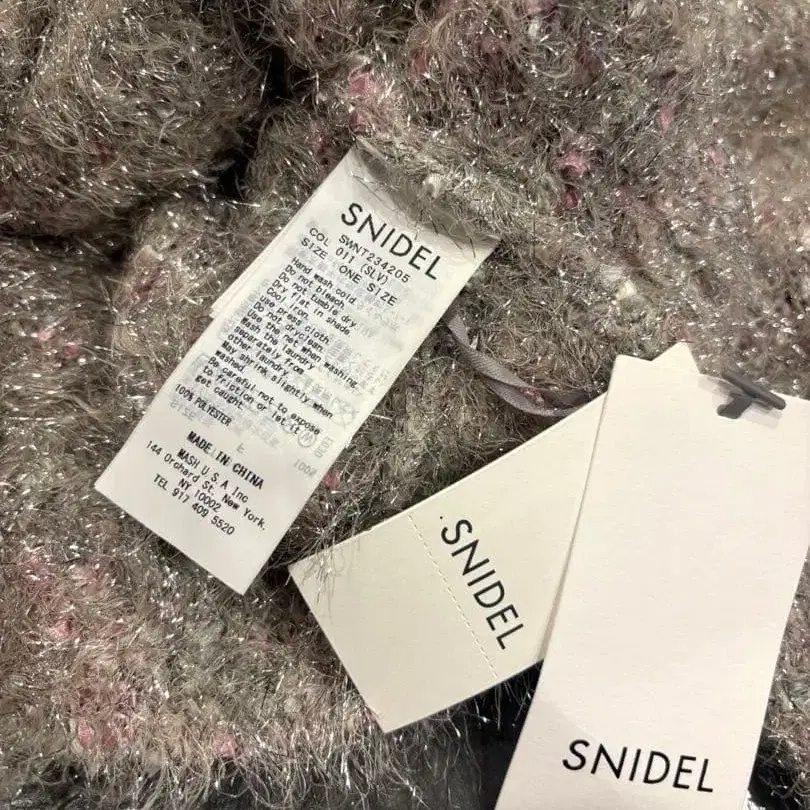 SNIDEL
SWNT234205
COL 011 (SLV)
SIZE ONE SIZE
Hand wash cold.
Do not bleach.
Do not tumble dry.
Dry flat in shade.
Cool iron.
use press cloth.
Do not dryclean.
Use the net when washing.
Wash the laundry
separately from
other laundry.
May shrink slightly when
washed.
Be careful not to expose
to friction or let it
get caught.
100% POLYESTER
MADE IN CHINA
MASH U.S.A Inc
144 Orchard St. New York.
NY 10002
TEL 917 409 5520
SNIDEL
SNIDEL